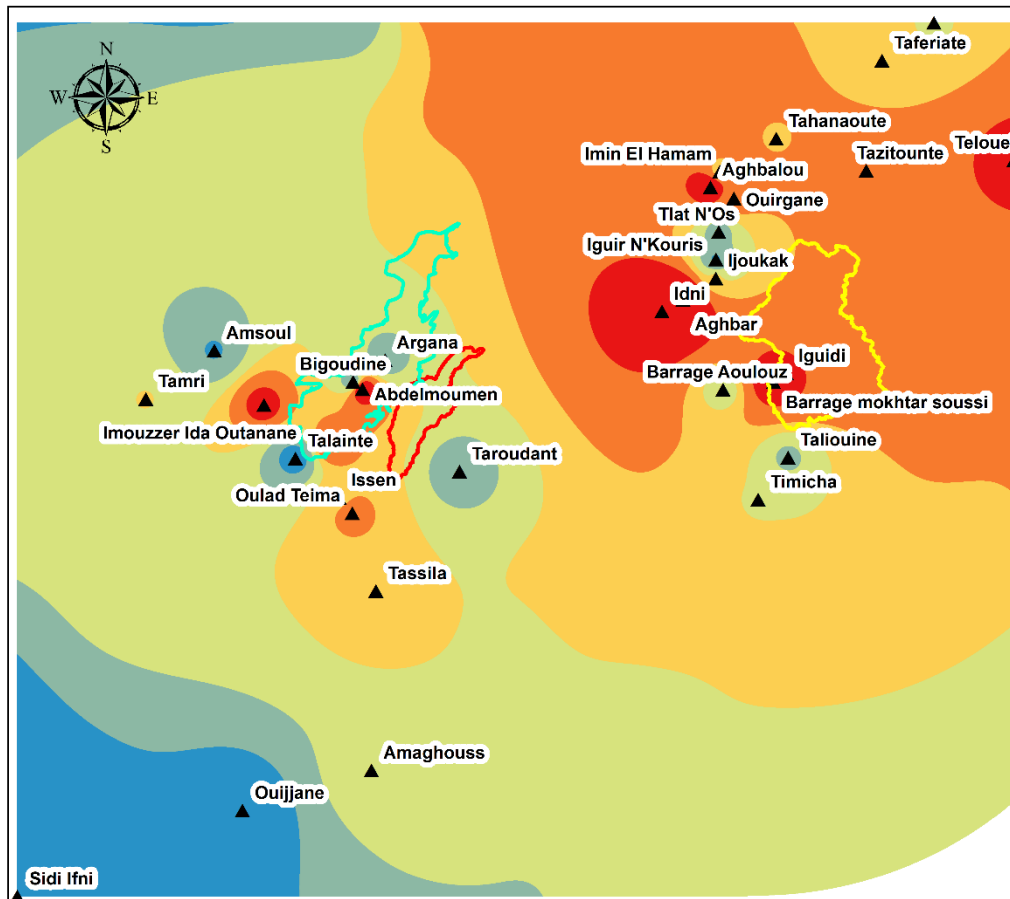 N
W
E
S
Taferiate
Tahanaoute
Imin El Hamam
Aghbalou
Tazitounte
Teloue
Ouirgane
Tlat N'Os
Iguir N'Kouris
Ijoukak
Idni
Aghbar
Amsoul
Argana
Bigoudine
Iguidi
Barrage Aoulouz
Tamri
Abdelmoumen
Barrage mokhtar soussi
Imouzzer Ida Outanane
Talainte
Taroudant
Taliouine
Issen
Timicha
Oulad Teima
Tassila
Amaghouss
Ouijjane
Sidi Ifni